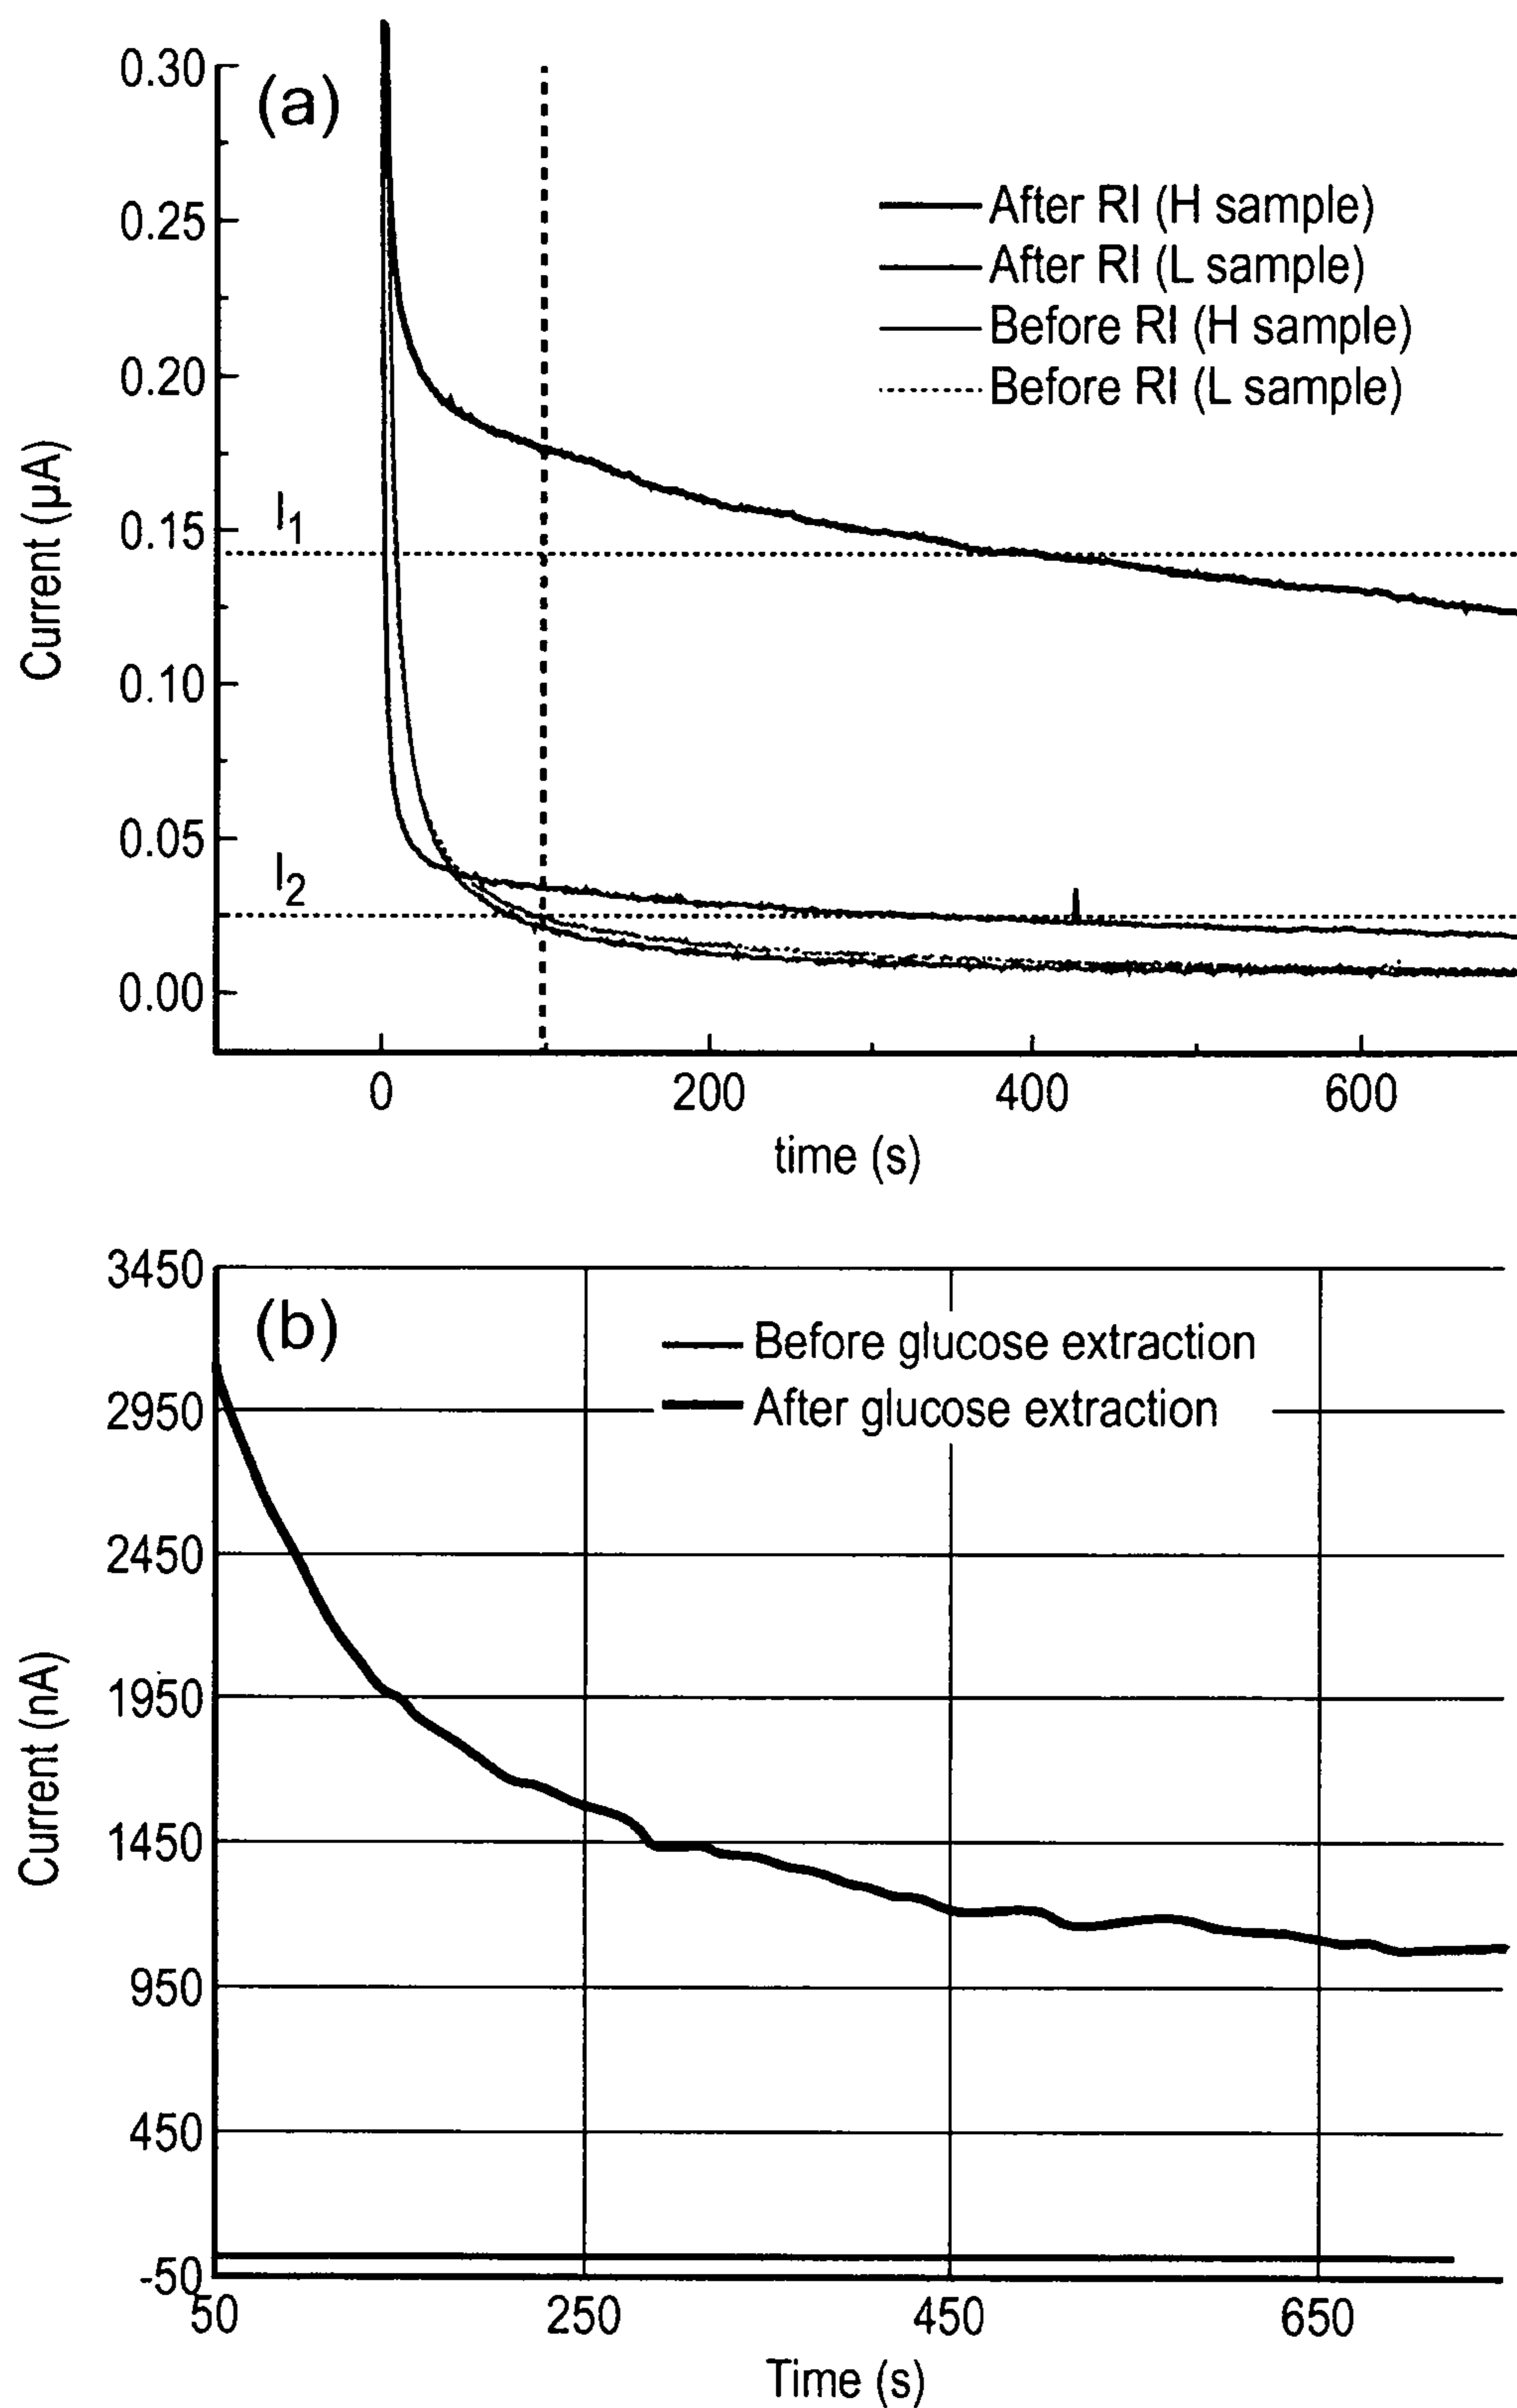 (a)
0.30
0.25
0.20
0.15
0.10
0.05
0.00
Current (µA)
I1
I2
After RI (H sample)
After RI (L sample)
Before RI (H sample)
Before RI (L sample)
0 200 400 600
time (s)
(b)
3450
2950
2450
1950
1450
950
450
-50
Current (nA)
Before glucose extraction
After glucose extraction
50 250 450 650
Time (s)